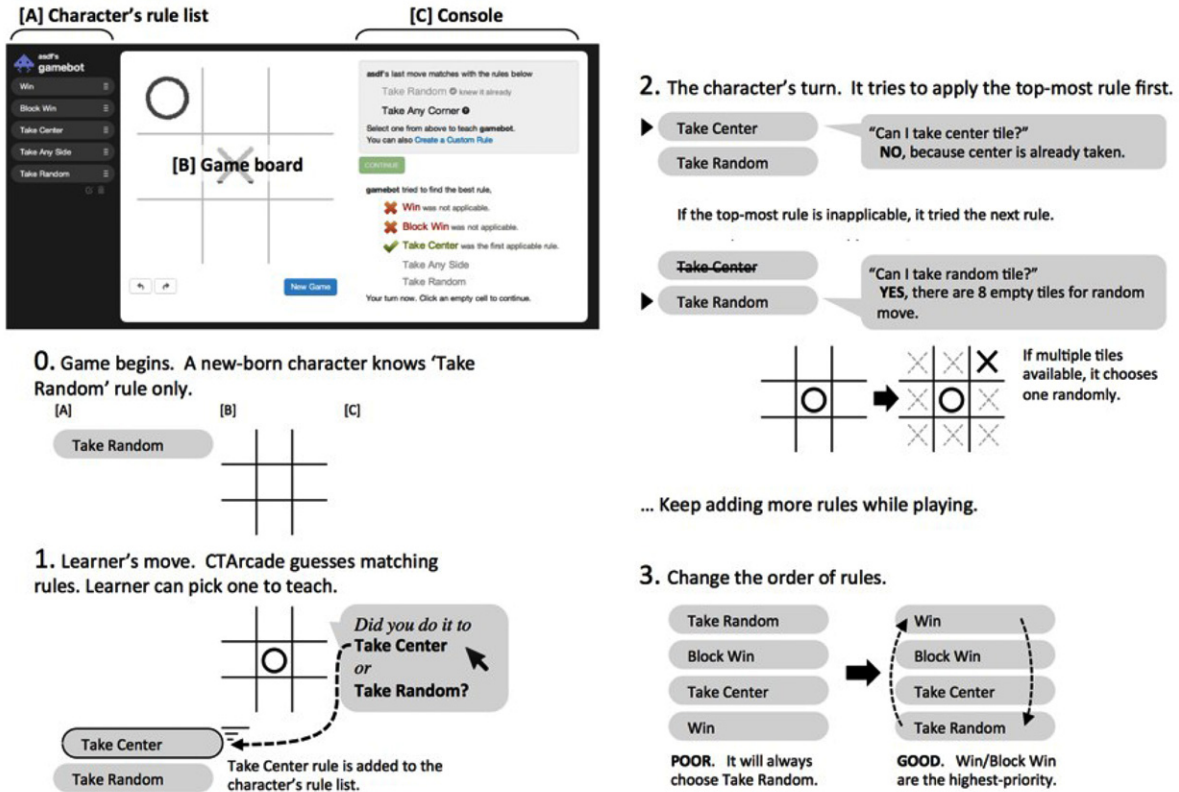 [A] Character's rule list
[C] Console
asdf's
gamebot
Win
Block Win
Take Center
Take Any Side
Take Random
[B] Game board
New Game
asdf's last move matches with the rules below
Take Random knew it already
Take Any Corner
Select one from above to teach gamebot.
You can also Create a Custom Rule
CONTINUE
gamebot tried to find the best rule,
Win was not applicable.
Block Win was not applicable.
Take Center was the first applicable rule.
Take Any Side
Take Random
Your turn now. Click an empty cell to continue.
0. Game begins. A new-born character knows ‘Take
Random’ rule only.
[A]
[B]
[C]
Take Random
1. Learner's move. CTArcade guesses matching
rules. Learner can pick one to teach.
Did you do it to
Take Center
or
Take Random?
Take Center
Take Random
Take Center rule is added to the
character's rule list.
2. The character's turn. It tries to apply the top-most rule first.
Take Center
Take Random
“Can I take center tile?”
NO, because center is already taken.
If the top-most rule is inapplicable, it tried the next rule.
Take Center
Take Random
“Can I take random tile?”
YES, there are 8 empty tiles for random
move.
If multiple tiles
available, it chooses
one randomly.
... Keep adding more rules while playing.
3. Change the order of rules.
Take Random
Block Win
Take Center
Win
POOR. It will always
choose Take Random.
Win
Block Win
Take Center
Take Random
GOOD. Win/Block Win
are the highest-priority.